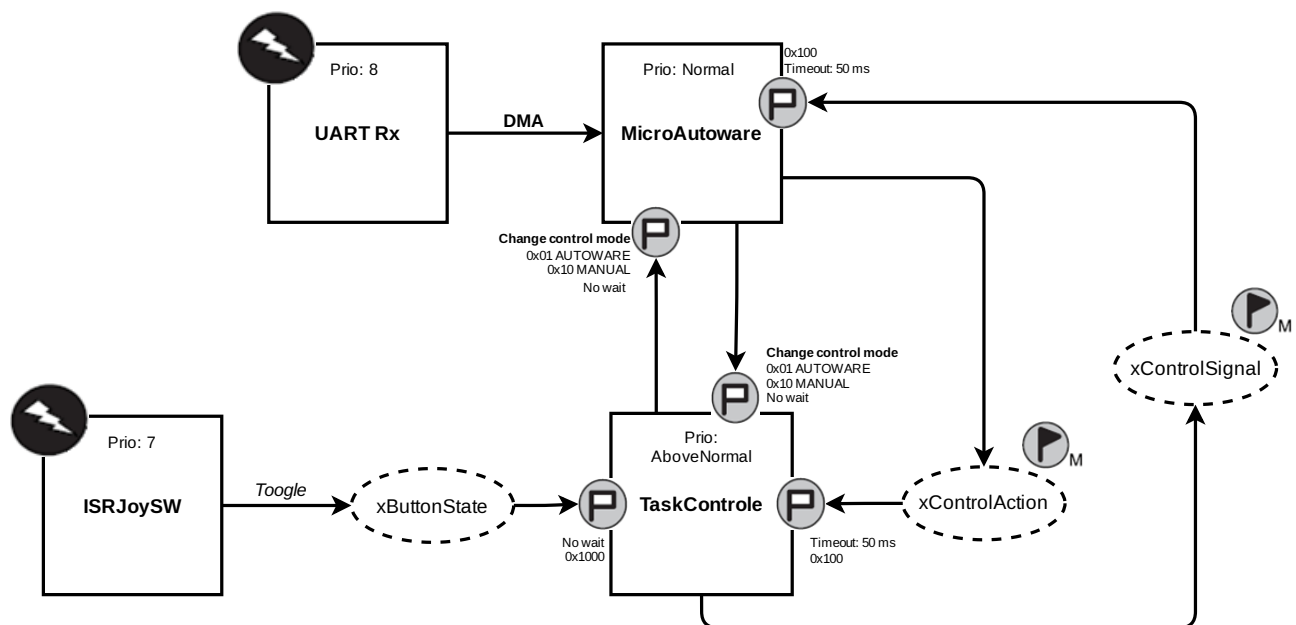 Prio: 8
UART Rx
DMA
Prio: Normal
MicroAutoware
0x100
Timeout: 50 ms
Change control mode
0x01 AUTOWARE
0x10 MANUAL
No wait
Change control mode
0x01 AUTOWARE
0x10 MANUAL
No wait
xControlSignal
M
Prio: 7
ISRJoySW
Toogle
xButtonState
No wait
0x1000
Prio:
AboveNormal
TaskControle
Timeout: 50 ms
0x100
xControlAction
M